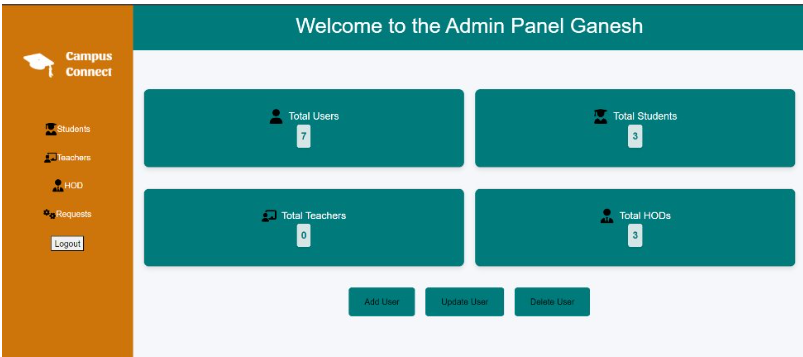 Welcome to the Admin Panel Ganesh
Campus
Connect
Students
Teachers
HOD
Requests
Logout
Total Users
7
Total Students
3
Total Teachers
0
Total HODs
3
Add User
Update User
Delete User